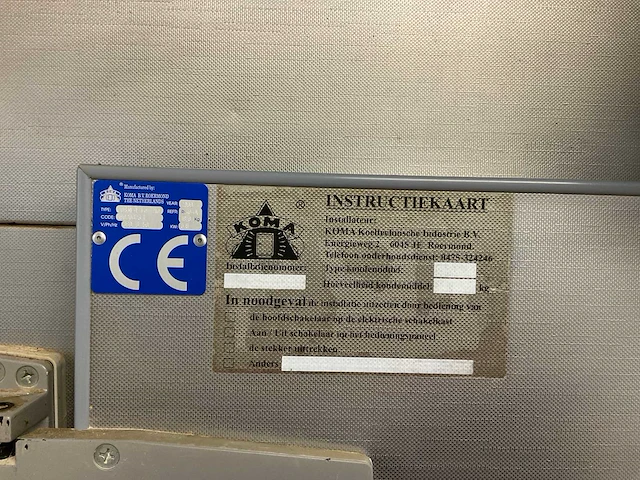 Manufactured by:
KOMA B.V. ROERMOND
THE NETHERLANDS
YEAR
TYPE:
REFR.
CODE:
V/Ph/Hz
KW
CE
KOMA
®
INSTRUCTIEKAART
Installateur:
KOMA Koeltechnische Industrie B.V.
Energieweg 2 6045 JE Roermond.
Telefoon onderhoudsdienst: 0475-324246
Installatienummer:
Type koudemiddel:
Hoeveelheid koudemiddel: kg
In noodgeval de installatie uitzetten door bediening van
de hoofdschakelaar op de elektrische schakelkast
Aan / Uit schakelaar op het bedieningspaneel
de stekker uittrekken
Anders